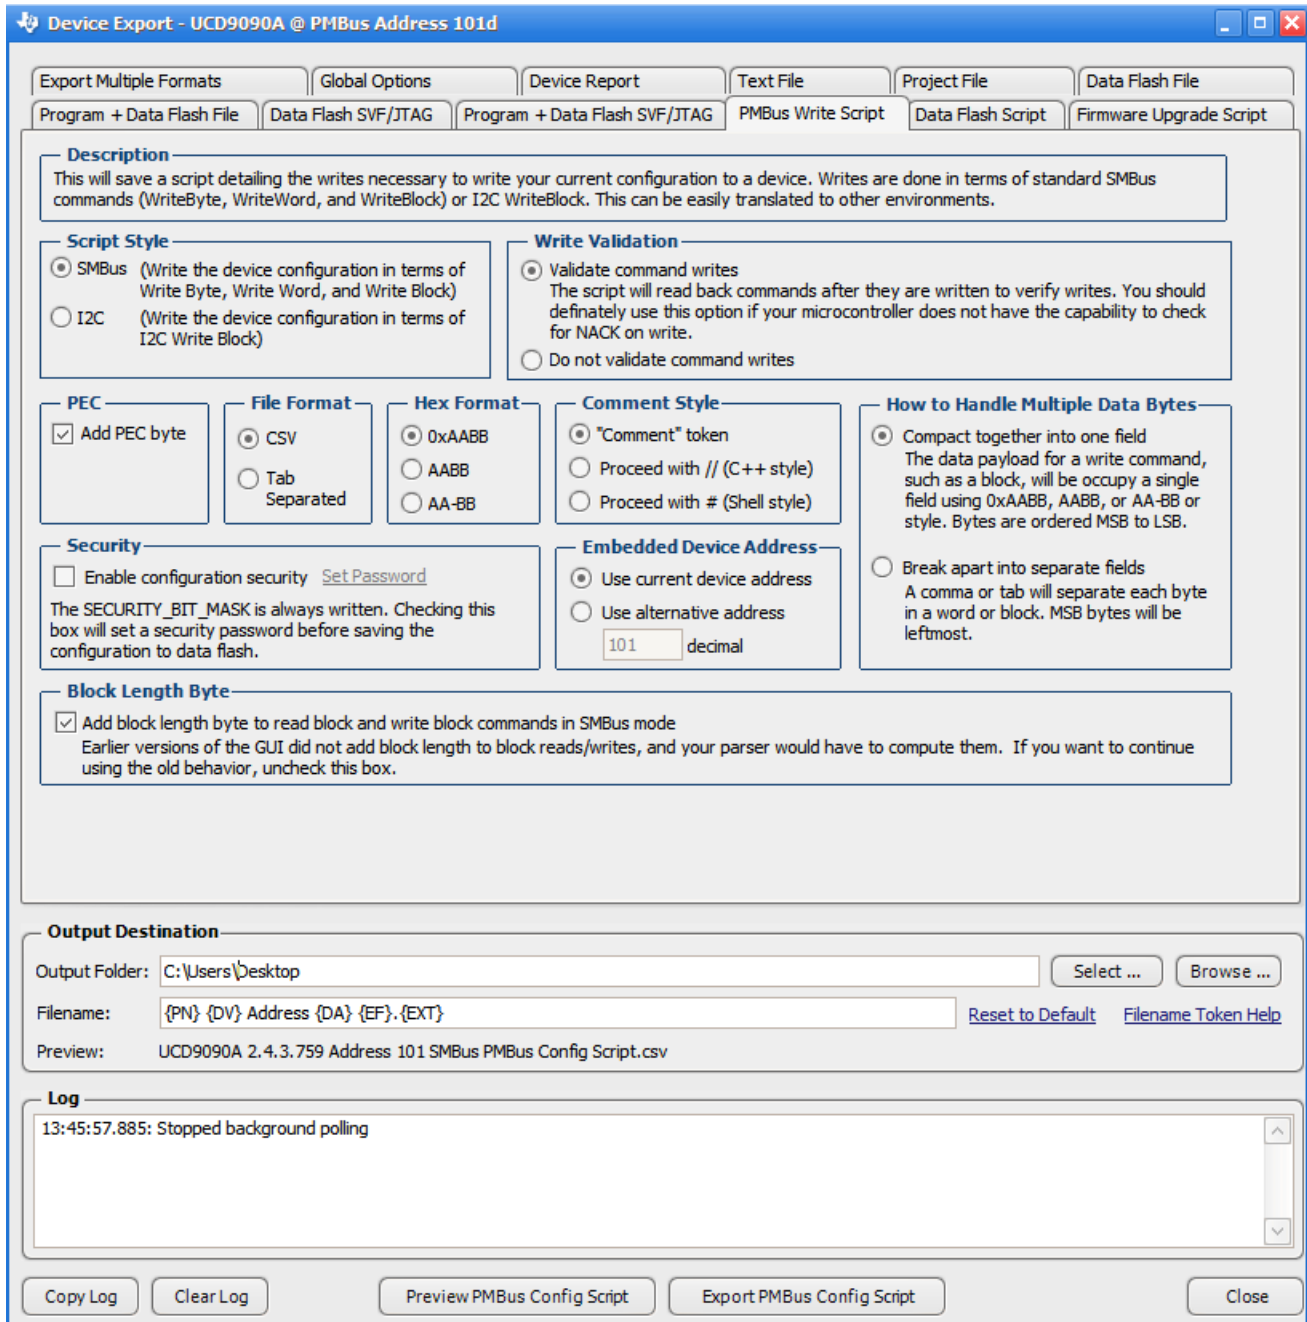 Device Export - UCD9090A @ PMBus Address 101d
Export Multiple Formats
Global Options
Device Report
Text File
Project File
Data Flash File
Program + Data Flash File
Data Flash SVF/JTAG
Program + Data Flash SVF/JTAG
PMBus Write Script
Data Flash Script
Firmware Upgrade Script
Description
This will save a script detailing the writes necessary to write your current configuration to a device. Writes are done in terms of standard SMBus
commands (WriteByte, WriteWord, and WriteBlock) or I2C WriteBlock. This can be easily translated to other environments.
Script Style
SMBus (Write the device configuration in terms of
Write Byte, Write Word, and Write Block)
I2C (Write the device configuration in terms of
I2C Write Block)
Write Validation
Validate command writes
The script will read back commands after they are written to verify writes. You should
definately use this option if your microcontroller does not have the capability to check
for NACK on write.
Do not validate command writes
PEC
Add PEC byte
File Format
CSV
Tab
Separated
Hex Format
0xAABB
AABB
AA-BB
Comment Style
"Comment" token
Proceed with // (C++ style)
Proceed with # (Shell style)
How to Handle Multiple Data Bytes
Compact together into one field
The data payload for a write command,
such as a block, will be occupy a single
field using 0xAABB, AABB, or AA-BB or
style. Bytes are ordered MSB to LSB.
Break apart into separate fields
A comma or tab will separate each byte
in a word or block. MSB bytes will be
leftmost.
Security
Enable configuration security Set Password
The SECURITY_BIT_MASK is always written. Checking this
box will set a security password before saving the
configuration to data flash.
Embedded Device Address
Use current device address
Use alternative address
101 decimal
Block Length Byte
Add block length byte to read block and write block commands in SMBus mode
Earlier versions of the GUI did not add block length to block reads/writes, and your parser would have to compute them. If you want to continue
using the old behavior, uncheck this box.
Output Destination
Output Folder: C:\Users\Desktop
Select ...
Browse ...
Filename: {PN} {DV} Address {DA} {EF}.{EXT}
Reset to Default
Filename Token Help
Preview: UCD9090A 2.4.3.759 Address 101 SMBus PMBus Config Script.csv
Log
13:45:57.885: Stopped background polling
Copy Log
Clear Log
Preview PMBus Config Script
Export PMBus Config Script
Close